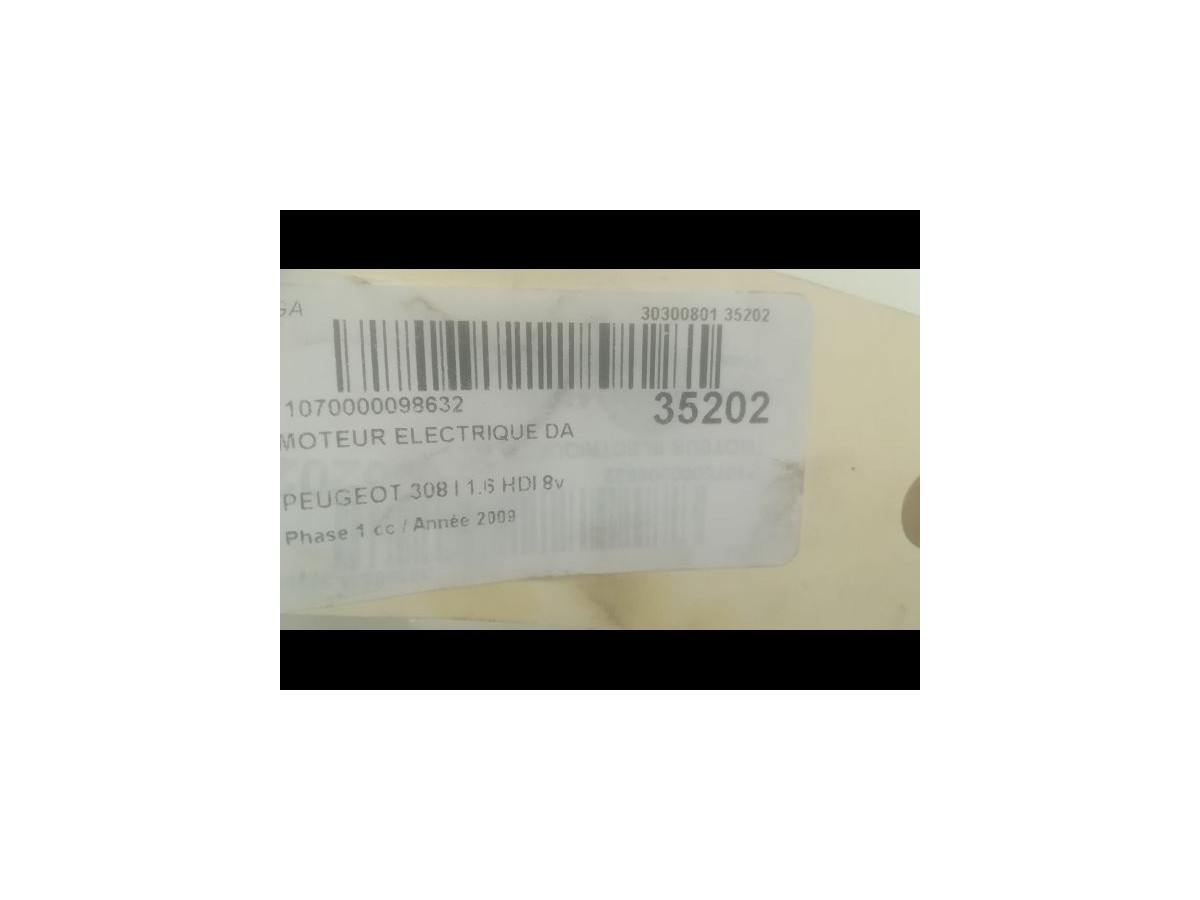 GA 30300801 35202
1070000098632 35202
MOTEUR ELECTRIQUE DA
PEUGEOT 308 I 1.6 HDI 8v
Phase 1 cc / Année 2009